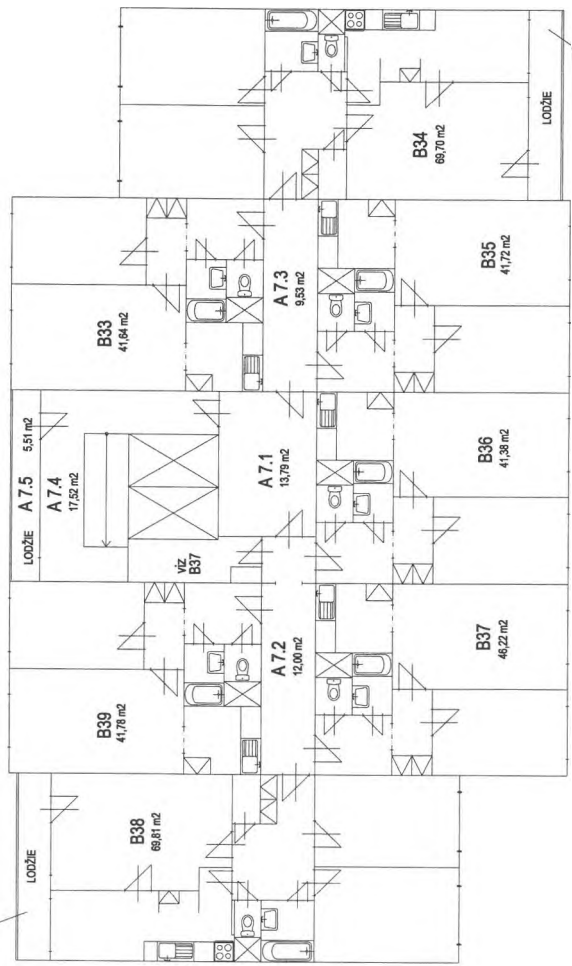 LODŽIE
B38
69,81 m2
B39
41,78 m2
A 7.2
12,00 m2
B37
46,22 m2
LODŽIE
A 7.5
5,51 m2
A 7.4
17,52 m2
VIZ
B37
A 7.1
13,79 m2
B36
41,38 m2
B33
41,64 m2
A 7.3
9,53 m2
B35
41,72 m2
B34
69,70 m2
LODŽIE